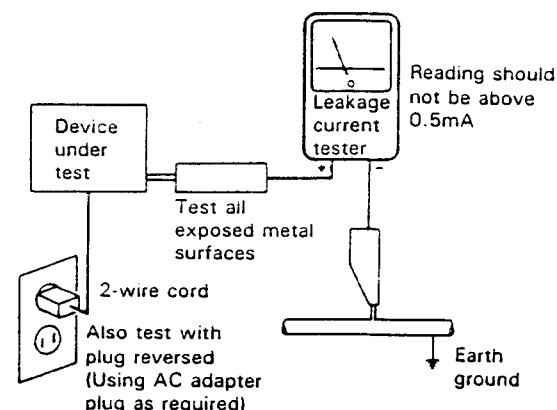 Device
under
test
Leakage
current
tester
+ -
Reading should
not be above
0.5mA
Test all
exposed metal
surfaces
2-wire cord
Also test with
plug reversed
(Using AC adapter
plug as required)
Earth
ground